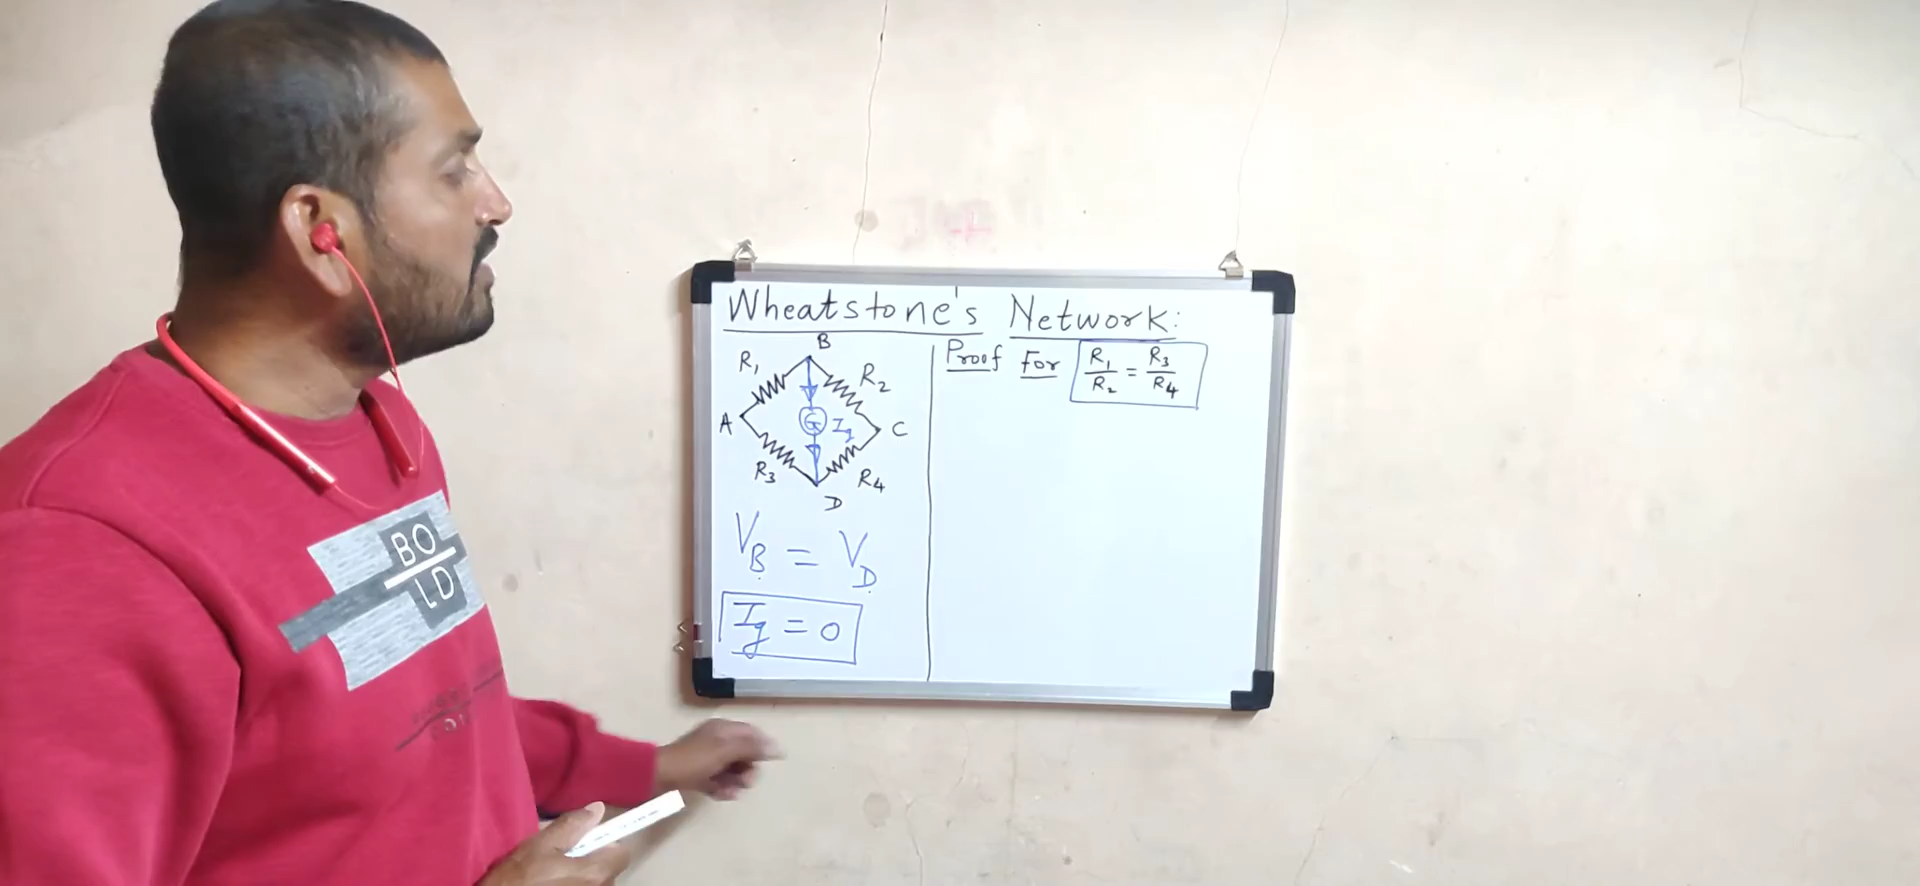 Wheatstone's Network:
B
R1
R2
A
G
Ig
C
R3
R4
D
VB = VD
Ig = 0
Proof For R1/R2 = R3/R4
BO
LD